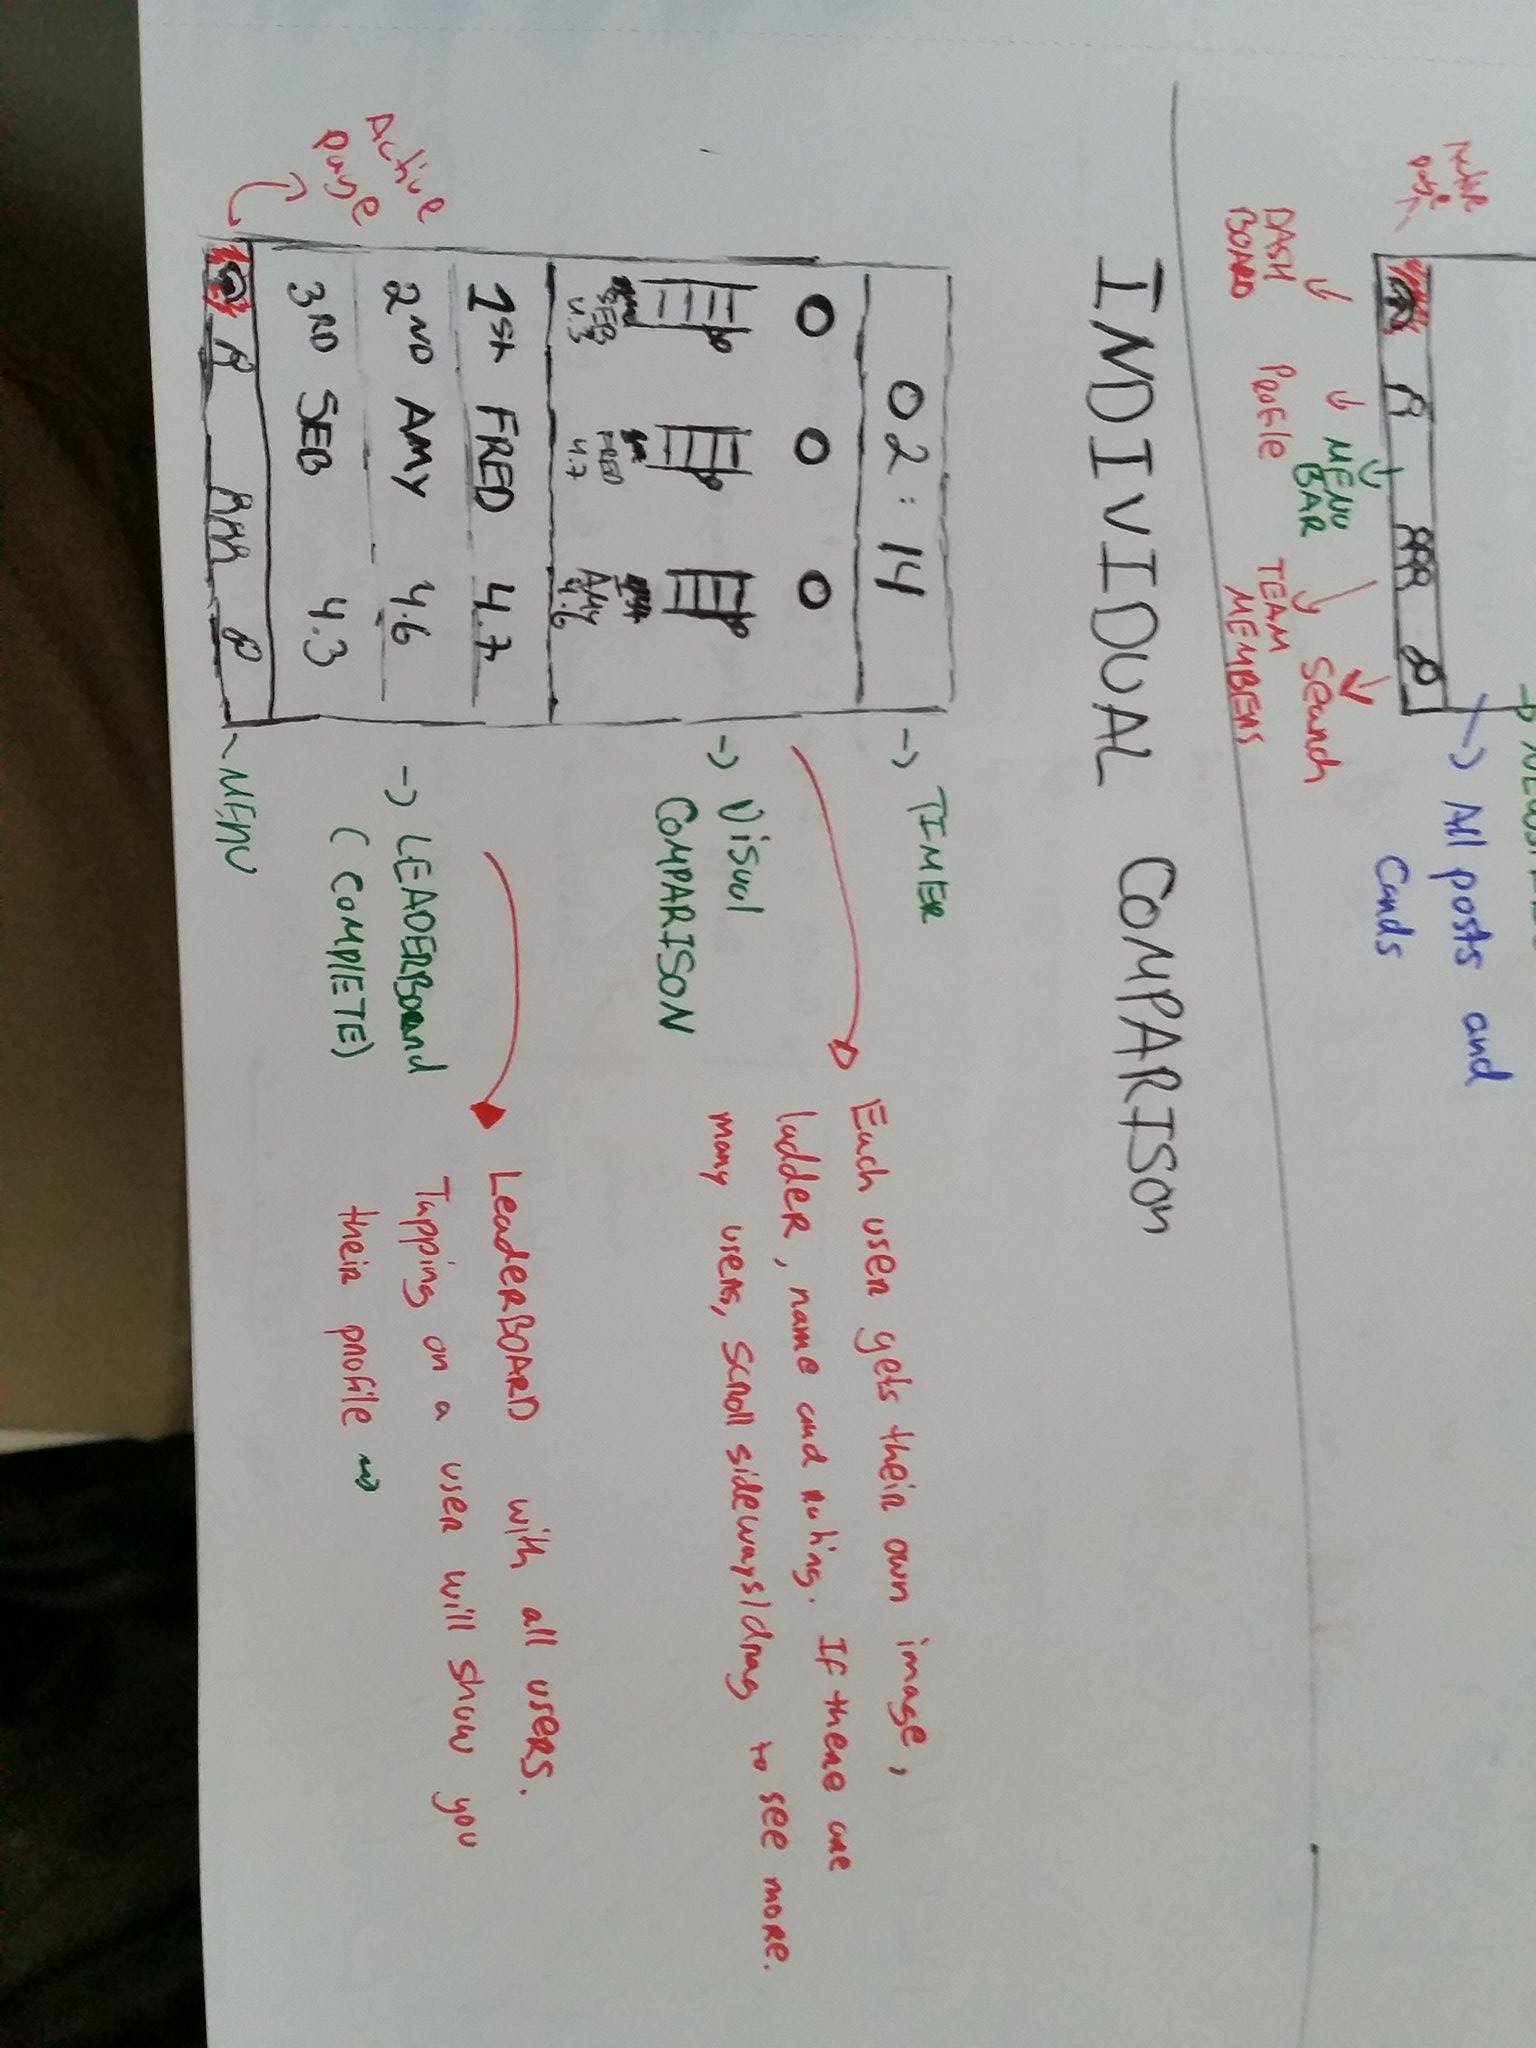 Active
page
DASH
BOARD
Profile
MENU
BAR
TEAM
MEMBERS
Search
→ All posts and
Cards
INDIVIDUAL COMPARISON
02:14
→ TIMER
SEB
4.3
FRED
4.7
AMY
4.6
→ Visual
COMPARISON
Each user gets their own image,
ladder, name and rating. If there are
many users, scroll sideways/drag to see more.
1st FRED 4.7
2ND AMY 4.6
3RD SEB 4.3
→ LEADERBoard
(COMPlETE)
LeaderBOARD with all users.
Tapping on a user will show you
their profile →
Active
page
~ MENU